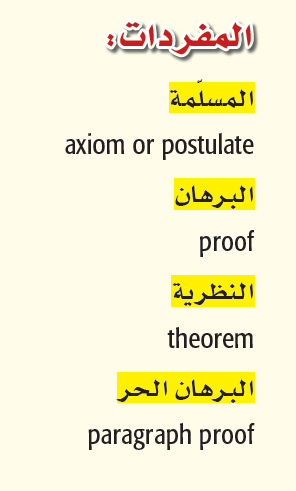 المفردات:
المسلّمة
axiom or postulate
البرهان
proof
النظرية
theorem
البرهان الحر
paragraph proof